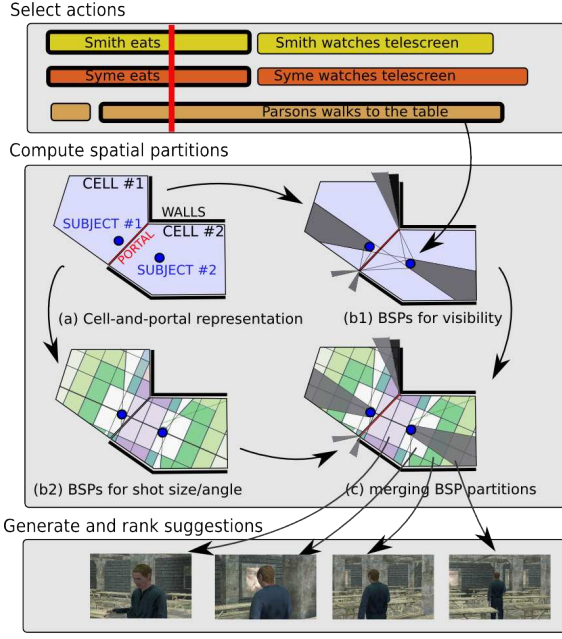 Select actions
Smith eats
Smith watches telescreen
Syme eats
Syme watches telescreen
Parsons walks to the table
Compute spatial partitions
CELL #1
WALLS
SUBJECT #1
CELL #2
PORTAL
SUBJECT #2
(a) Cell-and-portal representation
(b1) BSPs for visibility
(b2) BSPs for shot size/angle
(c) merging BSP partitions
Generate and rank suggestions